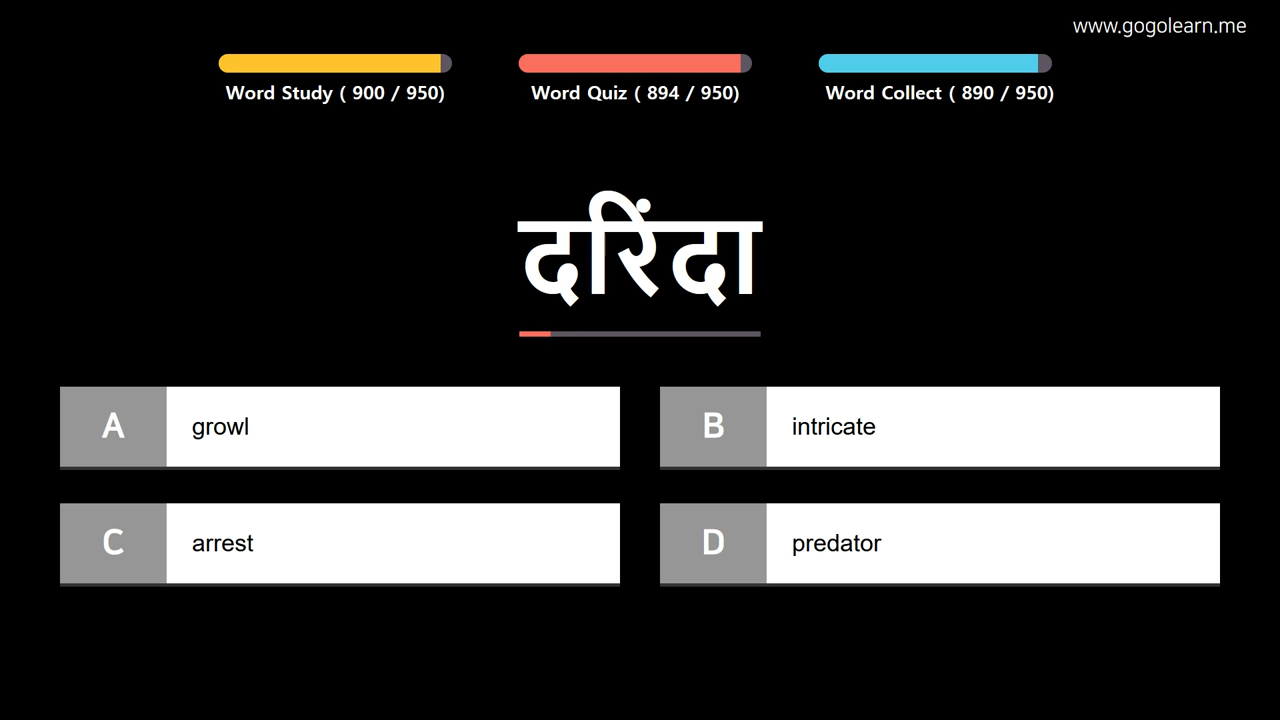 www.gogolearn.me
Word Study ( 900 / 950)
Word Quiz ( 894 / 950)
Word Collect ( 890 / 950)
दरिंदा
A growl
B intricate
C arrest
D predator